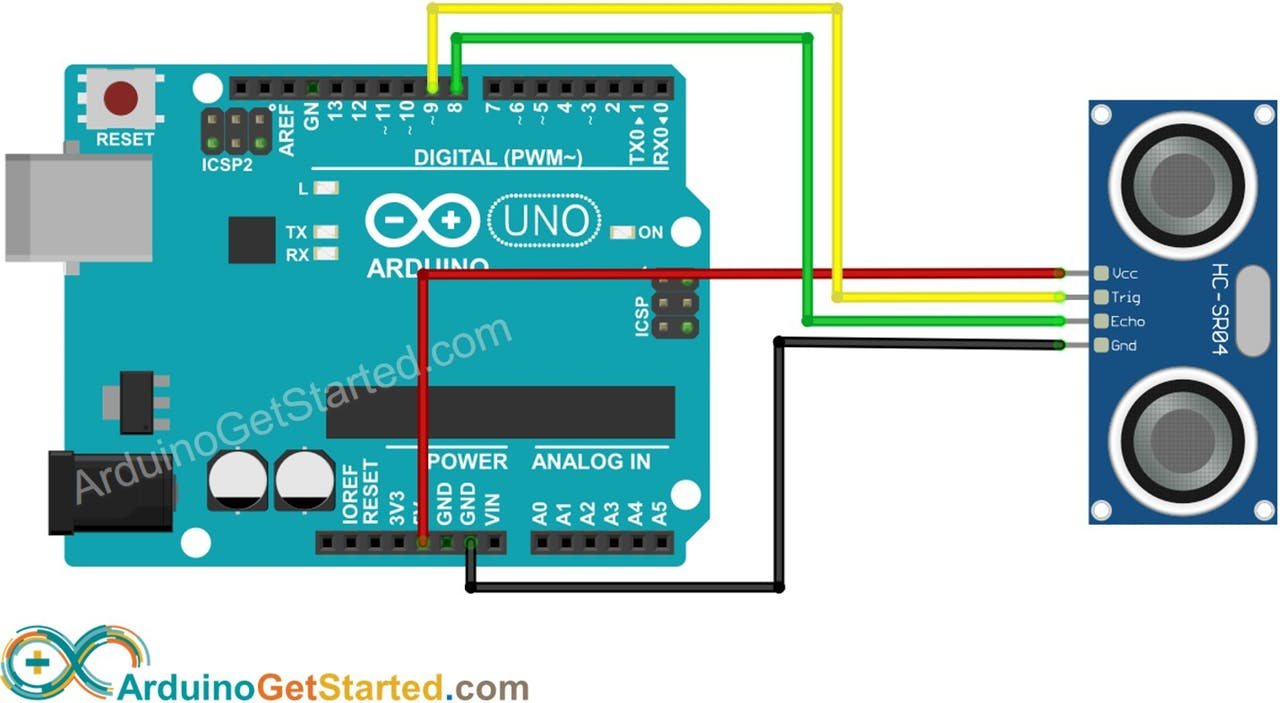 RESET
ICSP2
AREF
GN
13
12
~11
~10
~9
8
7
~6
~5
4
~3
2
TX0▶1
RX0◀0
DIGITAL (PWM~)
L
TX
RX
UNO
ON
ARDUINO
ICSP
Vcc
Trig
Echo
Gnd
HC-SR04
ArduinoGetStarted.com
POWER
ANALOG IN
IOREF
RESET
3V3
GND
GND
VIN
A0
A1
A2
A3
A4
A5
ArduinoGetStarted.com